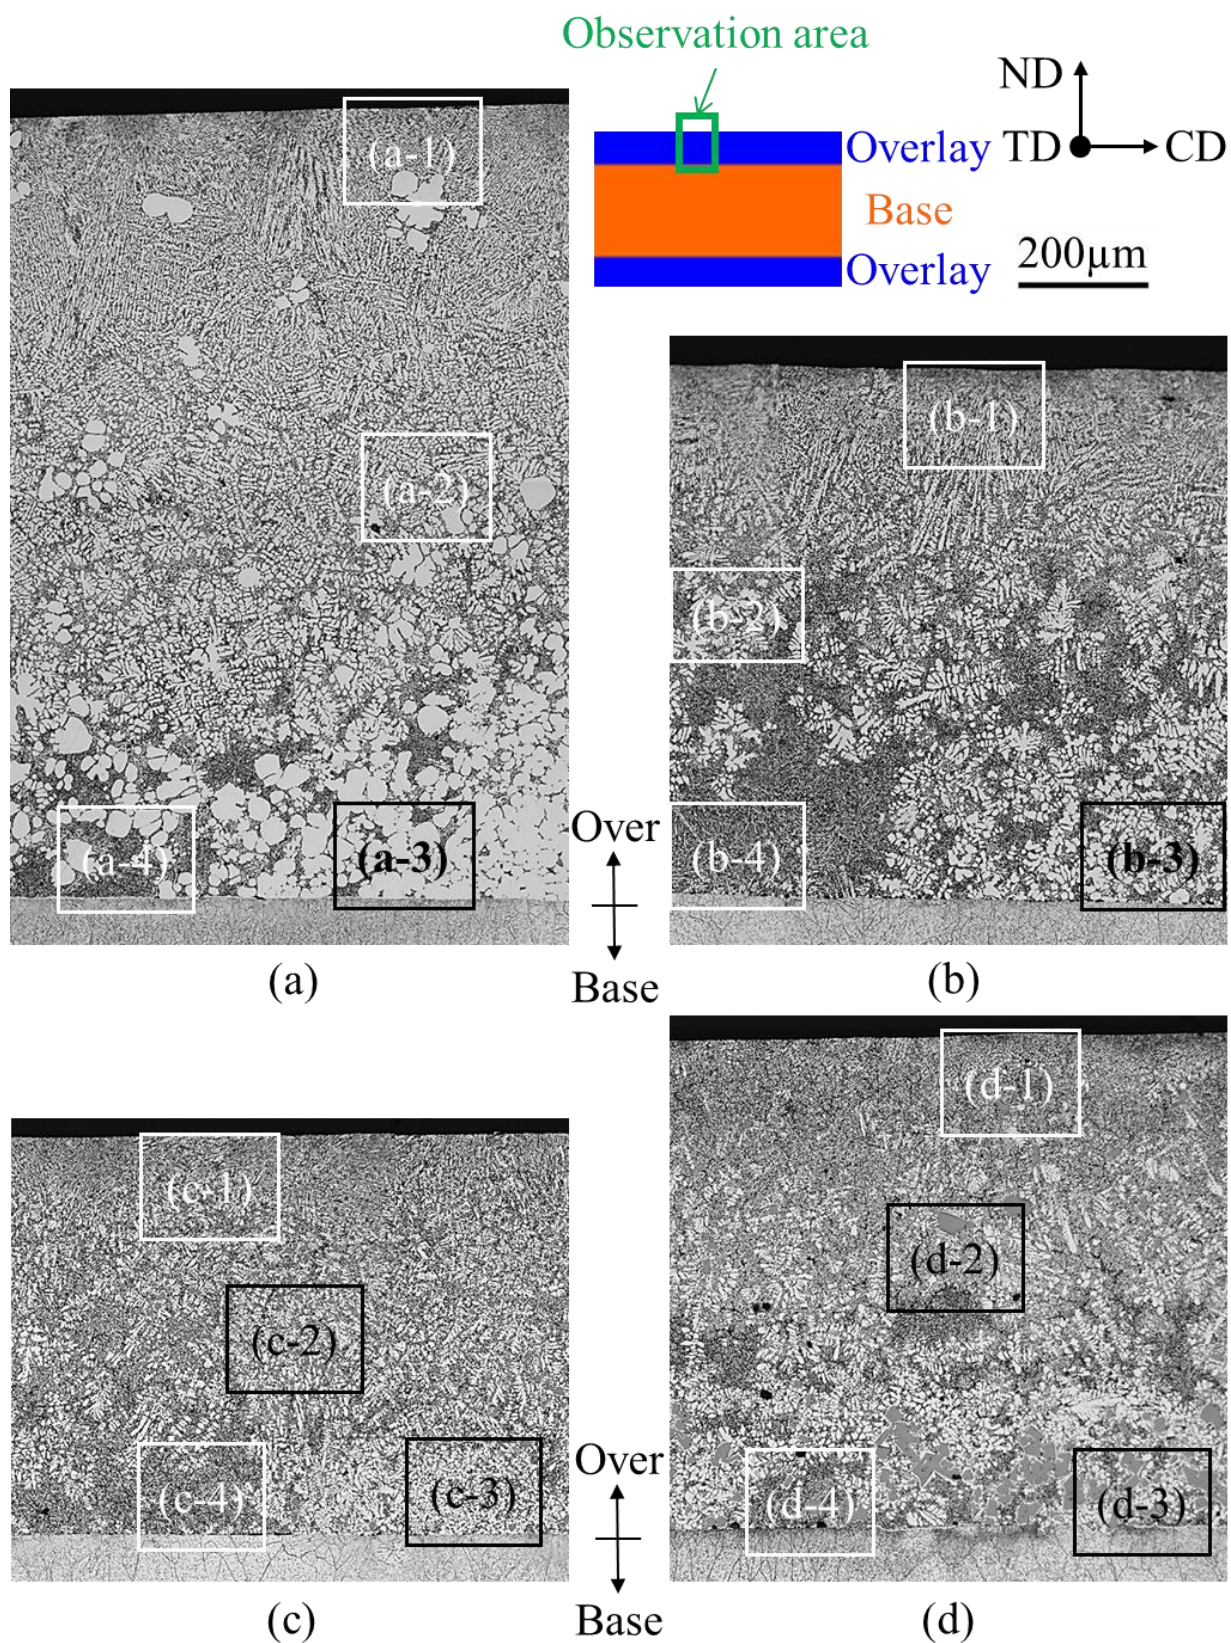 Observation area
ND
Overlay TD CD
Base
Overlay 200µm
(a-1)
(a-2)
(a-4) (a-3)
(b-1)
(b-2)
(b-4) (b-3)
Over
Base
(a)
(b)
(c-1)
(c-2)
(c-4) (c-3)
(d-1)
(d-2)
(d-4) (d-3)
Over
Base
(c)
(d)